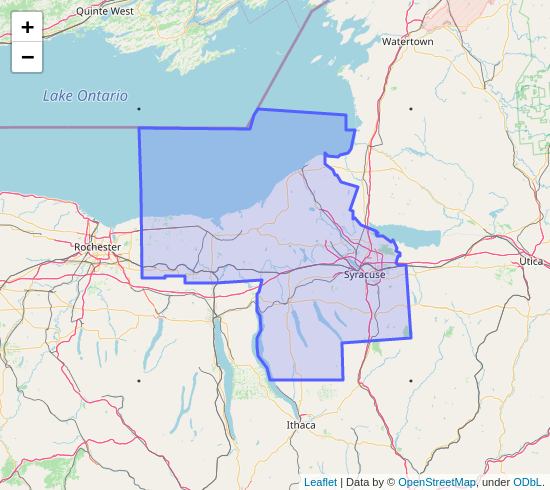 Quinte West
+
−
Watertown
Lake Ontario
Rochester
Utica
Syracuse
Ithaca
Leaflet | Data by © OpenStreetMap, under ODbL.